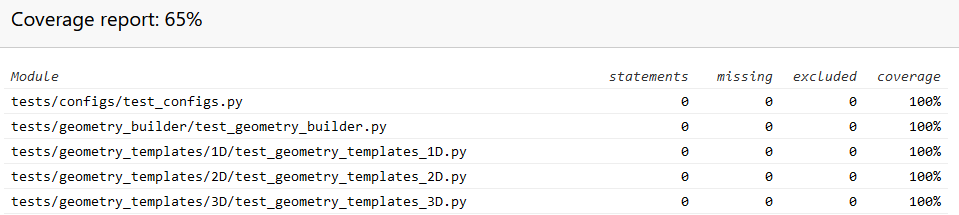 Coverage report: 65%
Module statements missing excluded coverage
tests/configs/test_configs.py 0 0 0 100%
tests/geometry_builder/test_geometry_builder.py 0 0 0 100%
tests/geometry_templates/1D/test_geometry_templates_1D.py 0 0 0 100%
tests/geometry_templates/2D/test_geometry_templates_2D.py 0 0 0 100%
tests/geometry_templates/3D/test_geometry_templates_3D.py 0 0 0 100%